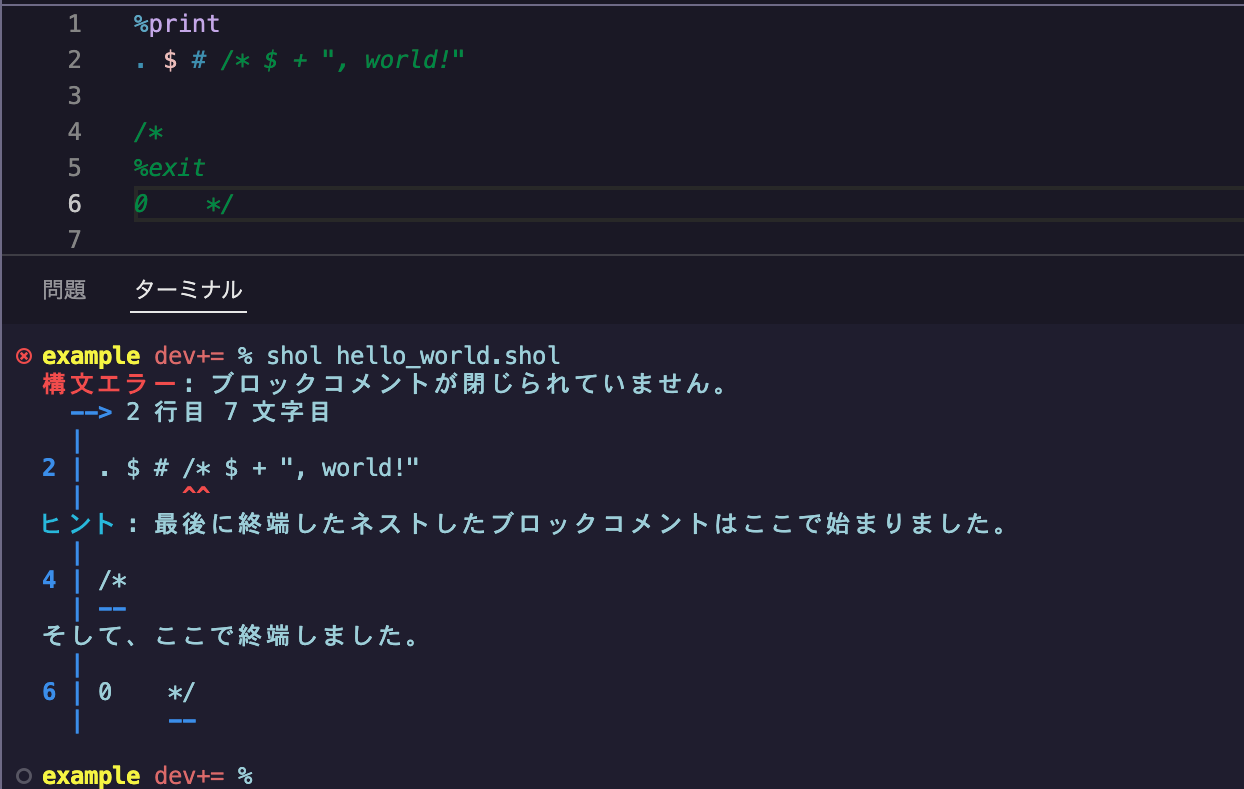 1 %print
2 . $ # /* $ + ", world!"
3
4 /*
5 %exit
6 0    */
7
問題 ターミナル
example dev+= % shol hello_world.shol
構文エラー: ブロックコメントが閉じられていません。
--> 2 行目 7 文字目
|
2 | . $ # /* $ + ", world!"
|       ^^
ヒント: 最後に終端したネストしたブロックコメントはここで始まりました。
|
4 | /*
| --
そして、ここで終端しました。
|
6 | 0    */
|      --
example dev+= %